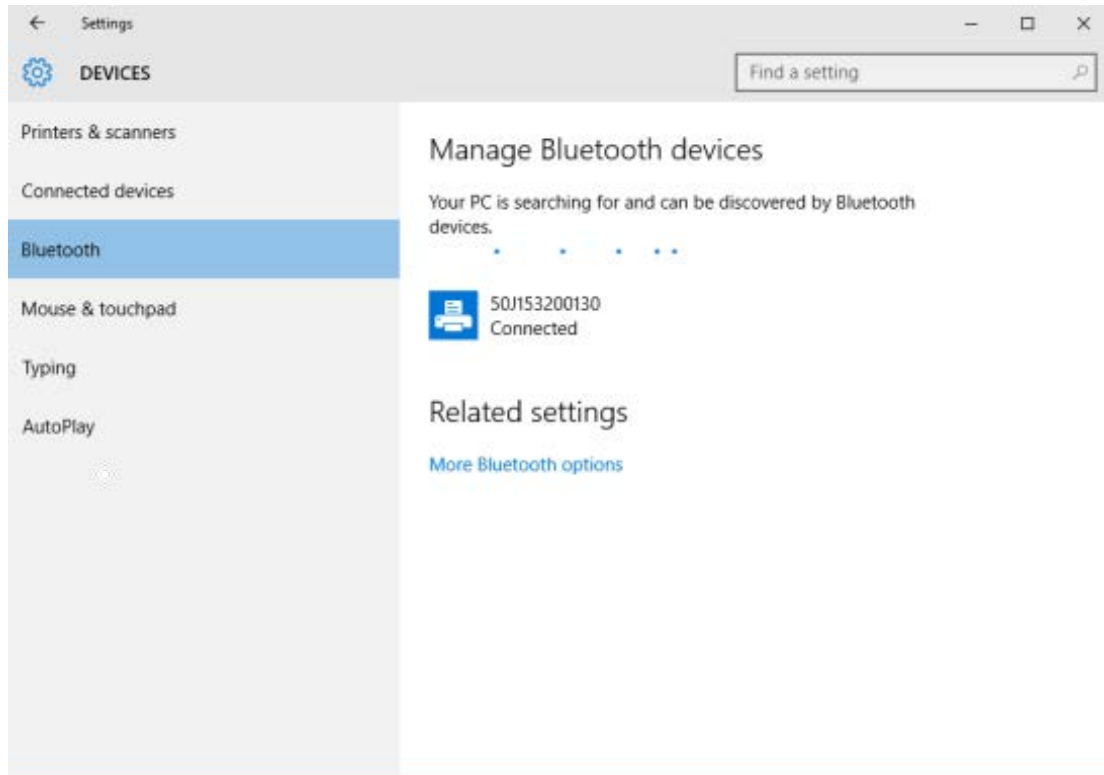 Settings
DEVICES
Find a setting
Printers & scanners
Connected devices
Bluetooth
Mouse & touchpad
Typing
AutoPlay
Manage Bluetooth devices
Your PC is searching for and can be discovered by Bluetooth
devices.
50J153200130
Connected
Related settings
More Bluetooth options